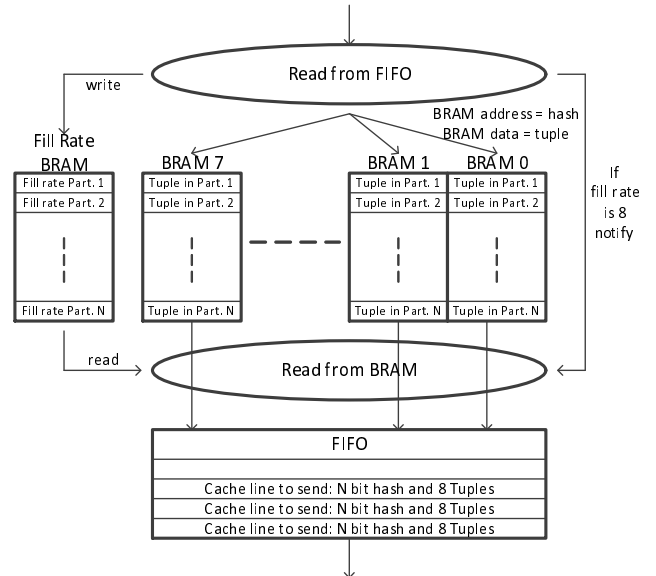 Read from FIFO
write
BRAM address = hash
BRAM data = tuple
Fill Rate
BRAM
BRAM 7
BRAM 1
BRAM 0
Fill rate Part. 1
Fill rate Part. 2
Fill rate Part. N
Tuple in Part. 1
Tuple in Part. 2
Tuple in Part. N
Tuple in Part. 1
Tuple in Part. 2
Tuple in Part. N
Tuple in Part. 1
Tuple in Part. 2
Tuple in Part. N
If
fill rate
is 8
notify
read
Read from BRAM
FIFO
Cache line to send: N bit hash and 8 Tuples
Cache line to send: N bit hash and 8 Tuples
Cache line to send: N bit hash and 8 Tuples